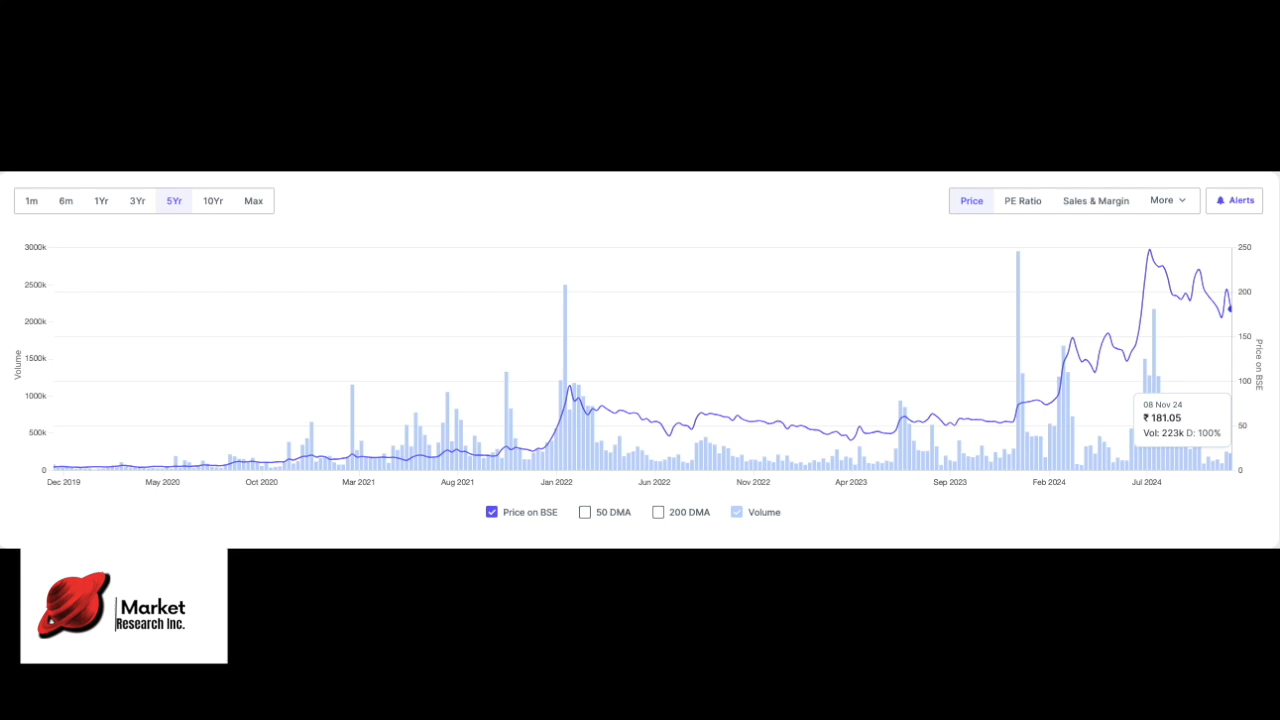 1m 6m 1Yr 3Yr 5Yr 10Yr Max
Price PE Ratio Sales & Margin More Alerts
3000k
2500k
2000k
1500k
1000k
500k
0
Volume
250
200
150
100
50
0
Price on BSE
08 Nov 24
₹ 181.05
Vol: 223k D: 100%
Dec 2019 May 2020 Oct 2020 Mar 2021 Aug 2021 Jan 2022 Jun 2022 Nov 2022 Apr 2023 Sep 2023 Feb 2024 Jul 2024
Price on BSE 50 DMA 200 DMA Volume
Market
Research Inc.